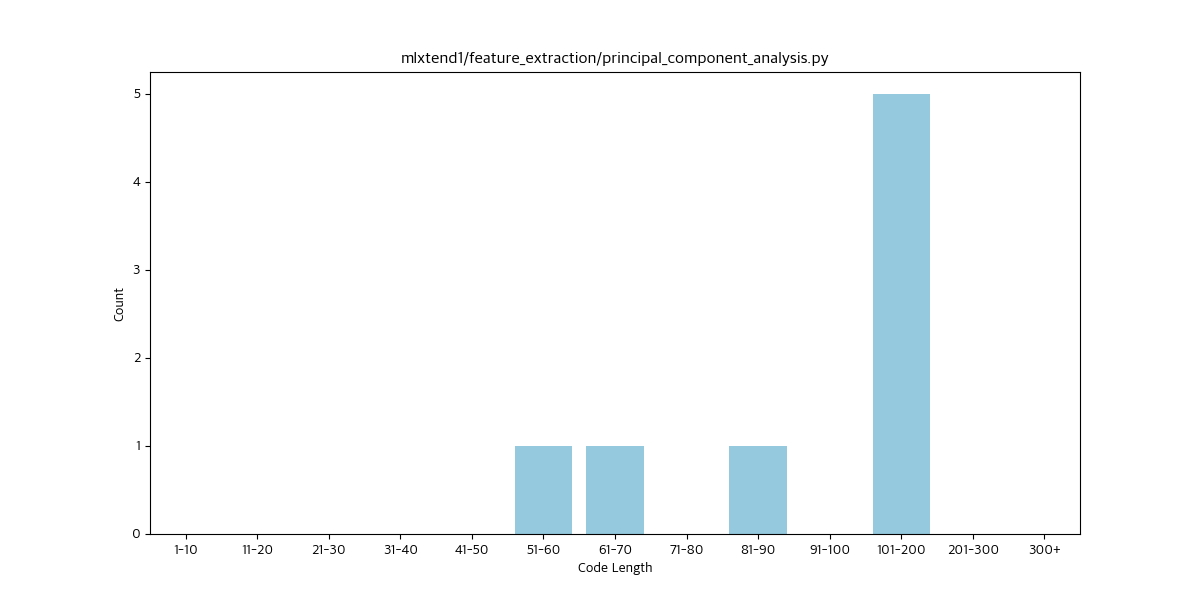 mlxtend1/feature_extraction/principal_component_analysis.py
5
4
3
2
1
0
Count
1-10 11-20 21-30 31-40 41-50 51-60 61-70 71-80 81-90 91-100 101-200 201-300 300+
Code Length